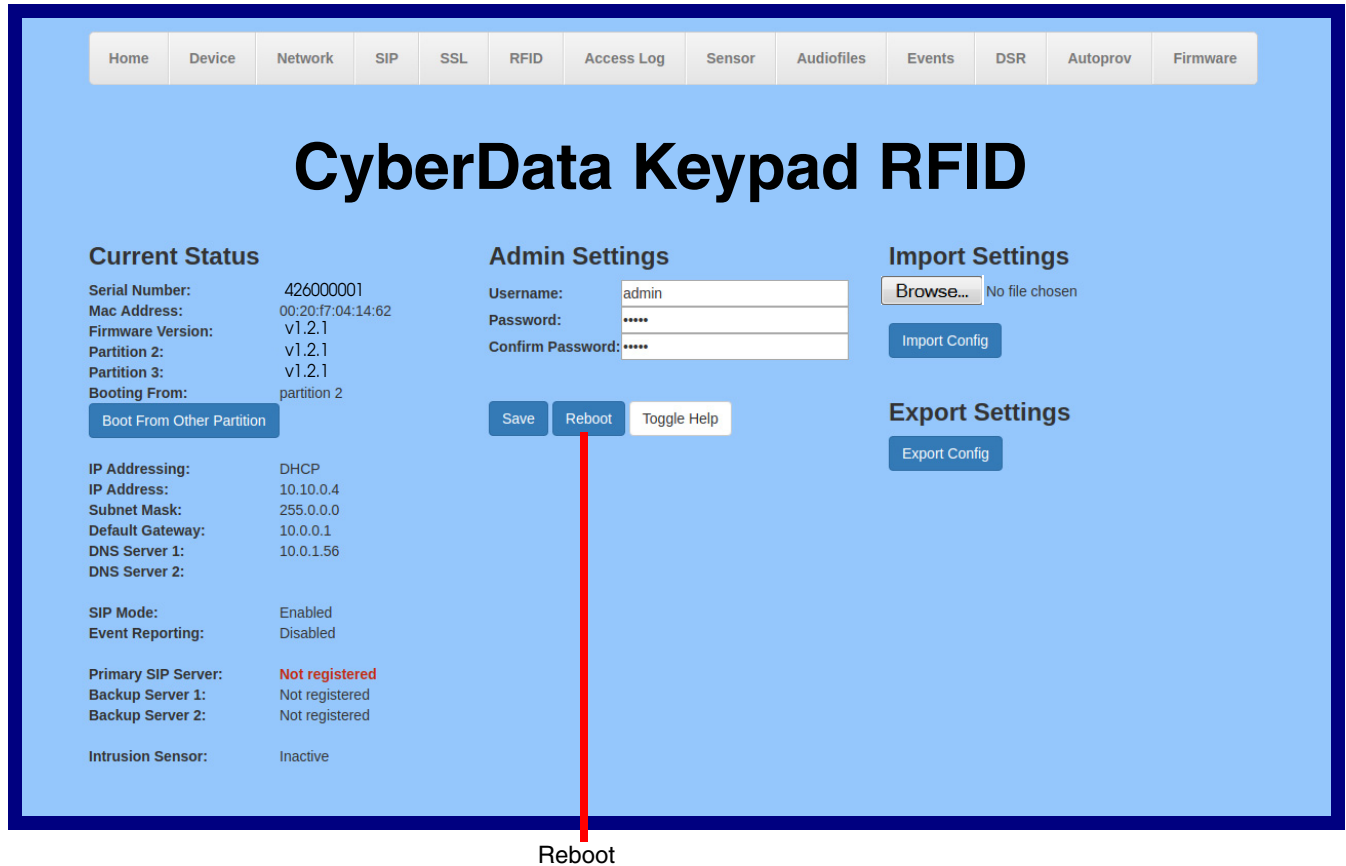 Home Device Network SIP SSL RFID Access Log Sensor Audiofiles Events DSR Autoprov Firmware
CyberData Keypad RFID
Current Status
Serial Number: 426000001
Mac Address: 00:20:f7:04:14:62
Firmware Version: v1.2.1
Partition 2: v1.2.1
Partition 3: v1.2.1
Booting From: partition 2
Boot From Other Partition
IP Addressing: DHCP
IP Address: 10.10.0.4
Subnet Mask: 255.0.0.0
Default Gateway: 10.0.0.1
DNS Server 1: 10.0.1.56
DNS Server 2:
SIP Mode: Enabled
Event Reporting: Disabled
Primary SIP Server: Not registered
Backup Server 1: Not registered
Backup Server 2: Not registered
Intrusion Sensor: Inactive
Admin Settings
Username: admin
Password: •••••
Confirm Password: •••••
Save Reboot Toggle Help
Import Settings
Browse... No file chosen
Import Config
Export Settings
Export Config
Reboot